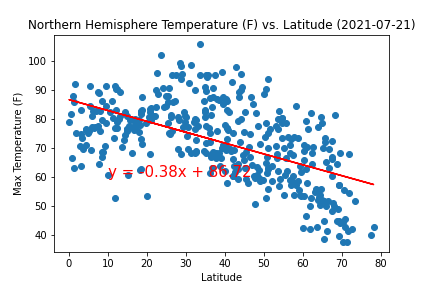 Northern Hemisphere Temperature (F) vs. Latitude (2021-07-21)
Max Temperature (F)
100
90
80
70
60
50
40
y = -0.38x + 86.72
0 10 20 30 40 50 60 70 80
Latitude